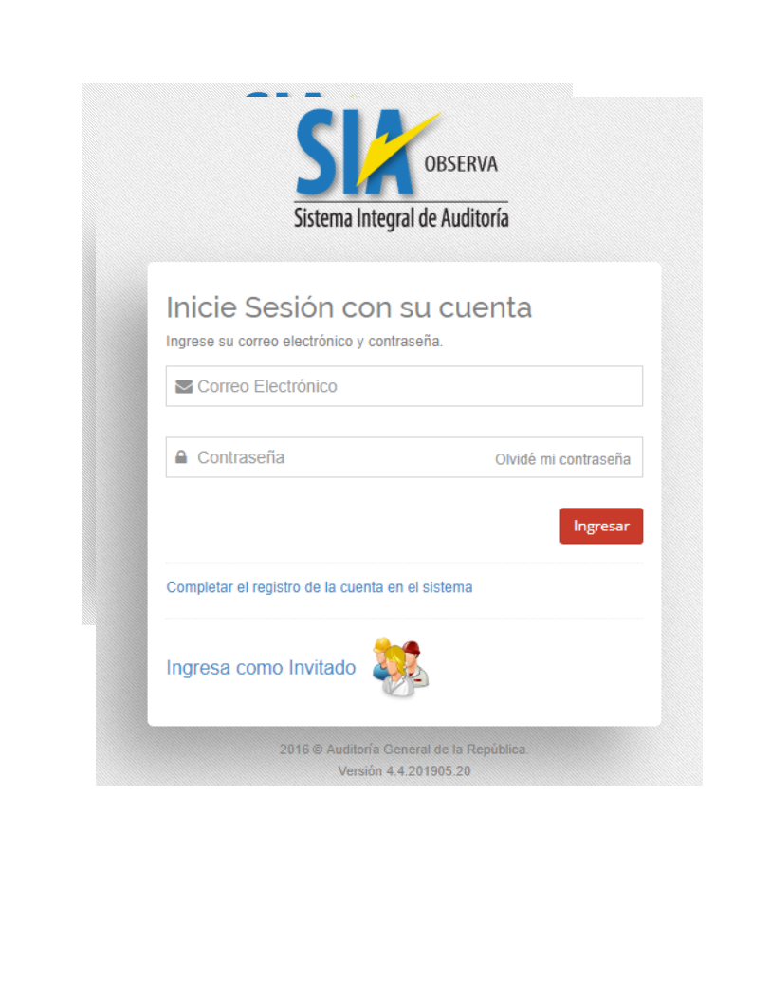 SIA
SIA
OBSERVA
Sistema Integral de Auditoría
Inicie Sesión con su cuenta
Ingrese su correo electrónico y contraseña.
Correo Electrónico
Contraseña
Olvidé mi contraseña
Ingresar
Completar el registro de la cuenta en el sistema
Ingresa como Invitado
2016 © Auditoría General de la República.
Versión 4.4.201905.20